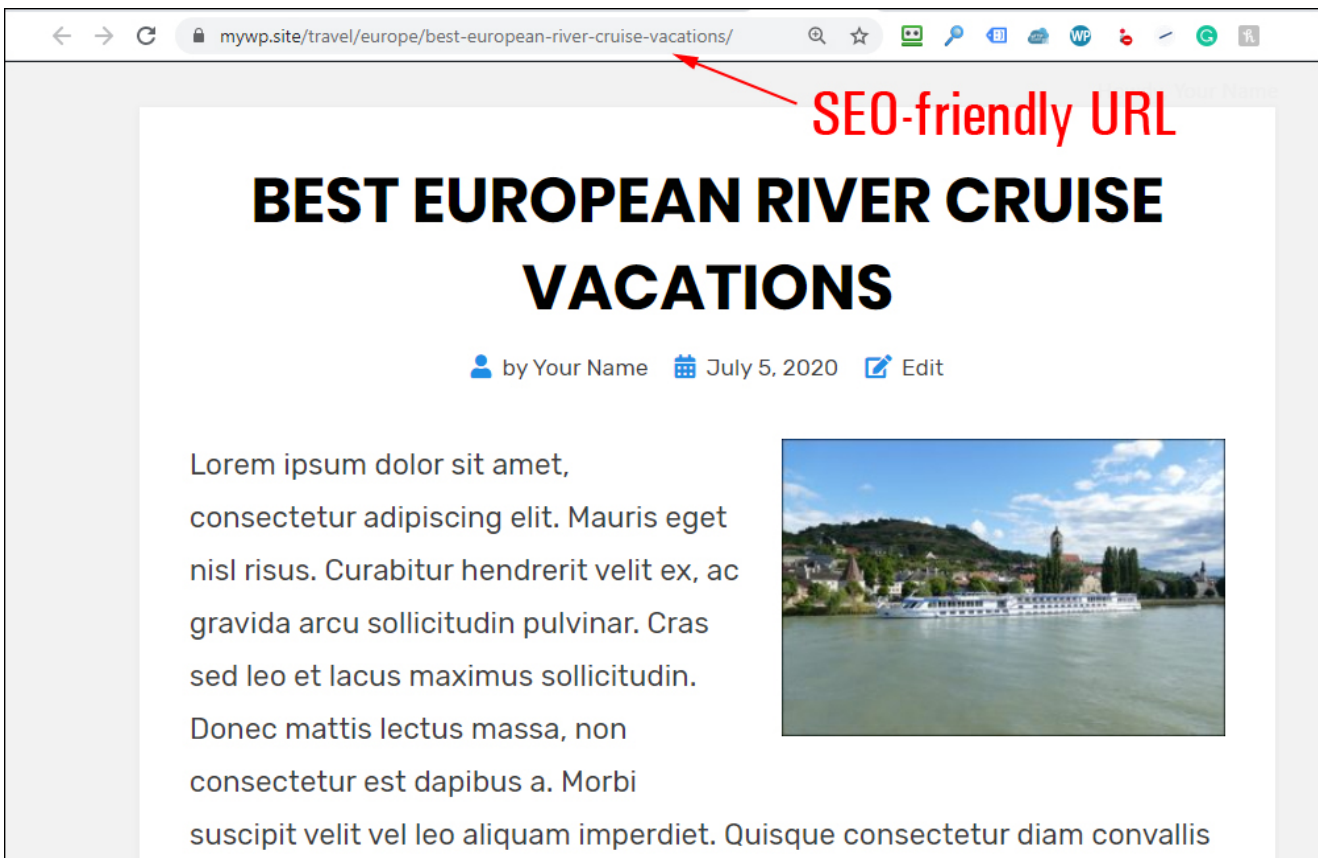 mywp.site/travel/europe/best-european-river-cruise-vacations/
WP
G
Your Name
SEO-friendly URL
BEST EUROPEAN RIVER CRUISE
VACATIONS
by Your Name July 5, 2020 Edit
Lorem ipsum dolor sit amet,
consectetur adipiscing elit. Mauris eget
nisl risus. Curabitur hendrerit velit ex, ac
gravida arcu sollicitudin pulvinar. Cras
sed leo et lacus maximus sollicitudin.
Donec mattis lectus massa, non
consectetur est dapibus a. Morbi
suscipit velit vel leo aliquam imperdiet. Quisque consectetur diam convallis